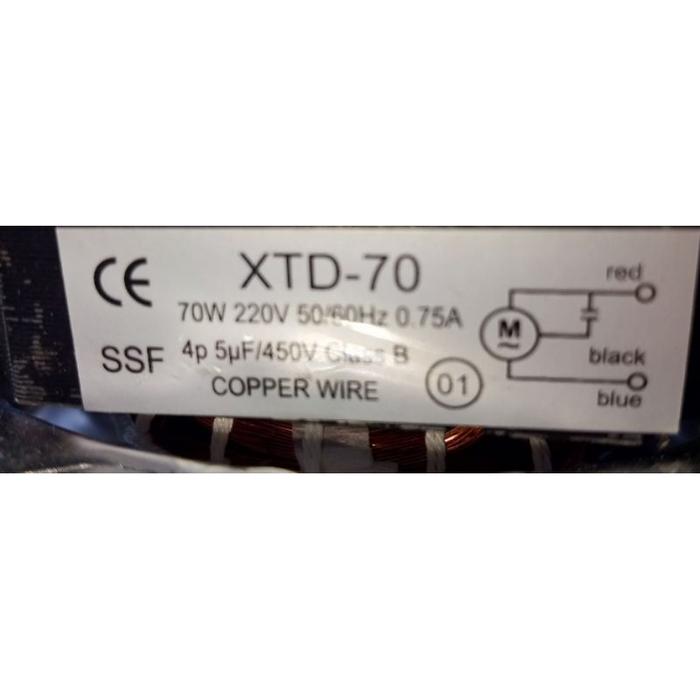 CE XTD-70
70W 220V 50/60Hz 0.75A
SSF 4p 5µF/450V Class B
COPPER WIRE 01
M
~
red
black
blue